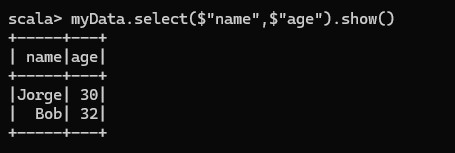 scala> myData.select($"name",$"age").show()
+-----+---+
| name|age|
+-----+---+
|Jorge| 30|
|  Bob| 32|
+-----+---+